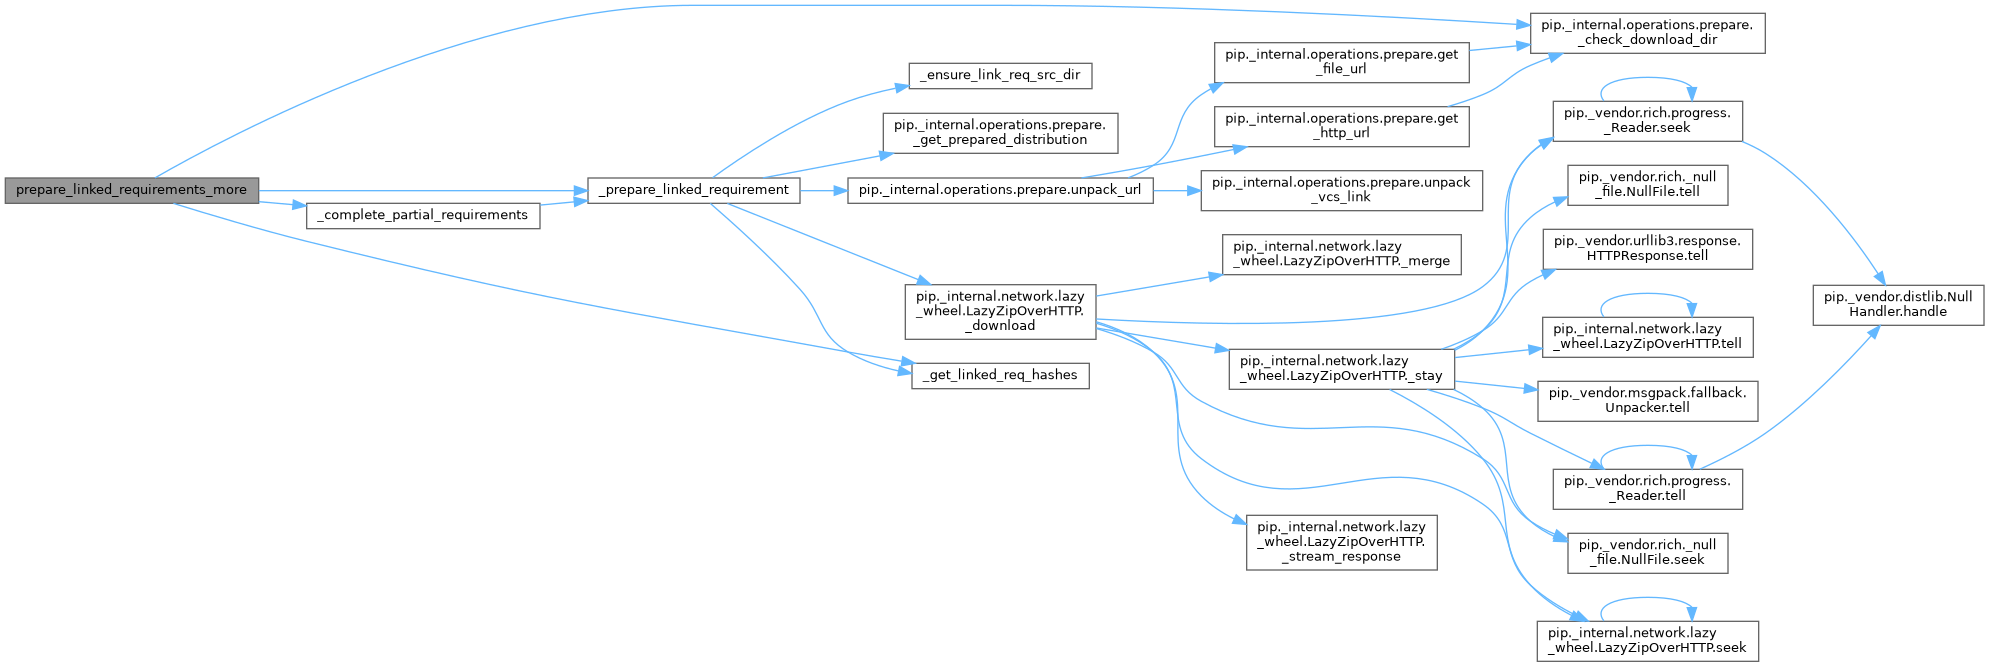 prepare_linked_requirements_more
_complete_partial_requirements
_prepare_linked_requirement
_ensure_link_req_src_dir
pip._internal.operations.prepare.
_get_prepared_distribution
pip._internal.operations.prepare.unpack_url
pip._internal.network.lazy
_wheel.LazyZipOverHTTP.
_download
_get_linked_req_hashes
pip._internal.operations.prepare.get
_file_url
pip._internal.operations.prepare.get
_http_url
pip._internal.operations.prepare.unpack
_vcs_link
pip._internal.network.lazy
_wheel.LazyZipOverHTTP._merge
pip._internal.network.lazy
_wheel.LazyZipOverHTTP._stay
pip._internal.network.lazy
_wheel.LazyZipOverHTTP.
_stream_response
pip._internal.operations.prepare.
_check_download_dir
pip._vendor.rich.progress.
_Reader.seek
pip._vendor.rich._null
_file.NullFile.tell
pip._vendor.urllib3.response.
HTTPResponse.tell
pip._internal.network.lazy
_wheel.LazyZipOverHTTP.tell
pip._vendor.msgpack.fallback.
Unpacker.tell
pip._vendor.rich.progress.
_Reader.tell
pip._vendor.rich._null
_file.NullFile.seek
pip._internal.network.lazy
_wheel.LazyZipOverHTTP.seek
pip._vendor.distlib.Null
Handler.handle